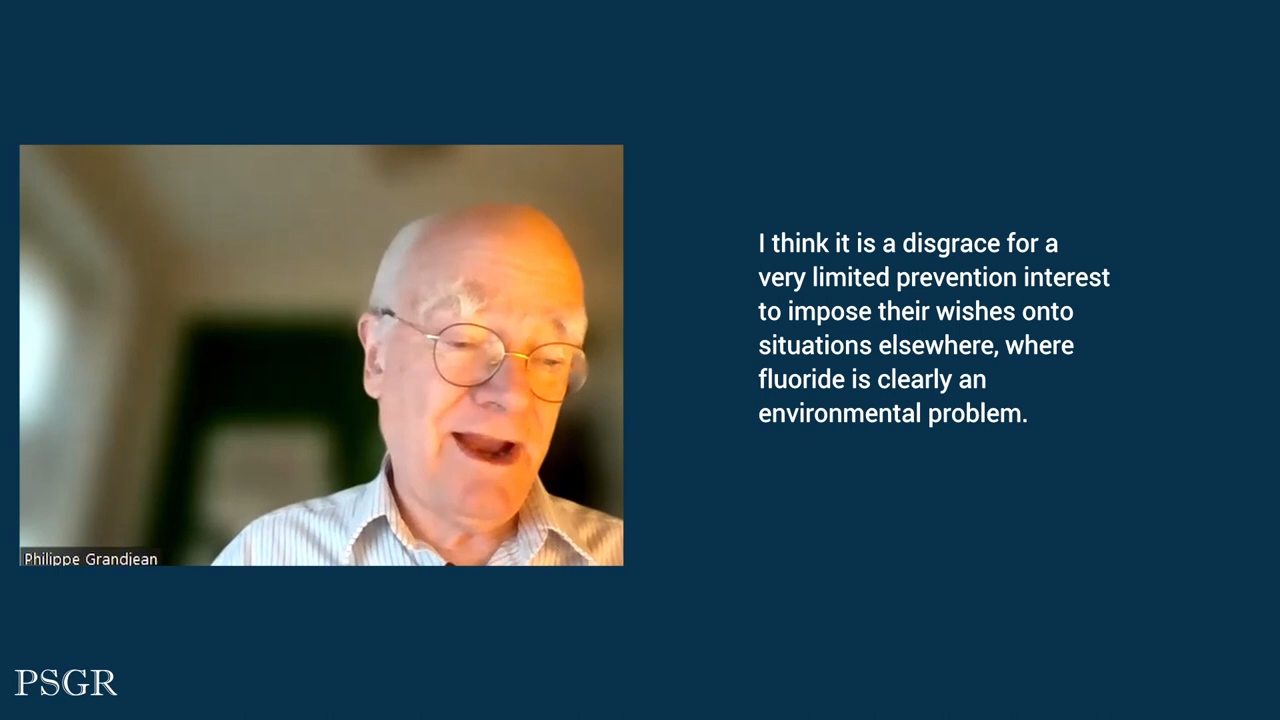 I think it is a disgrace for a
very limited prevention interest
to impose their wishes onto
situations elsewhere, where
fluoride is clearly an
environmental problem.
Philippe Grandjean
PSGR